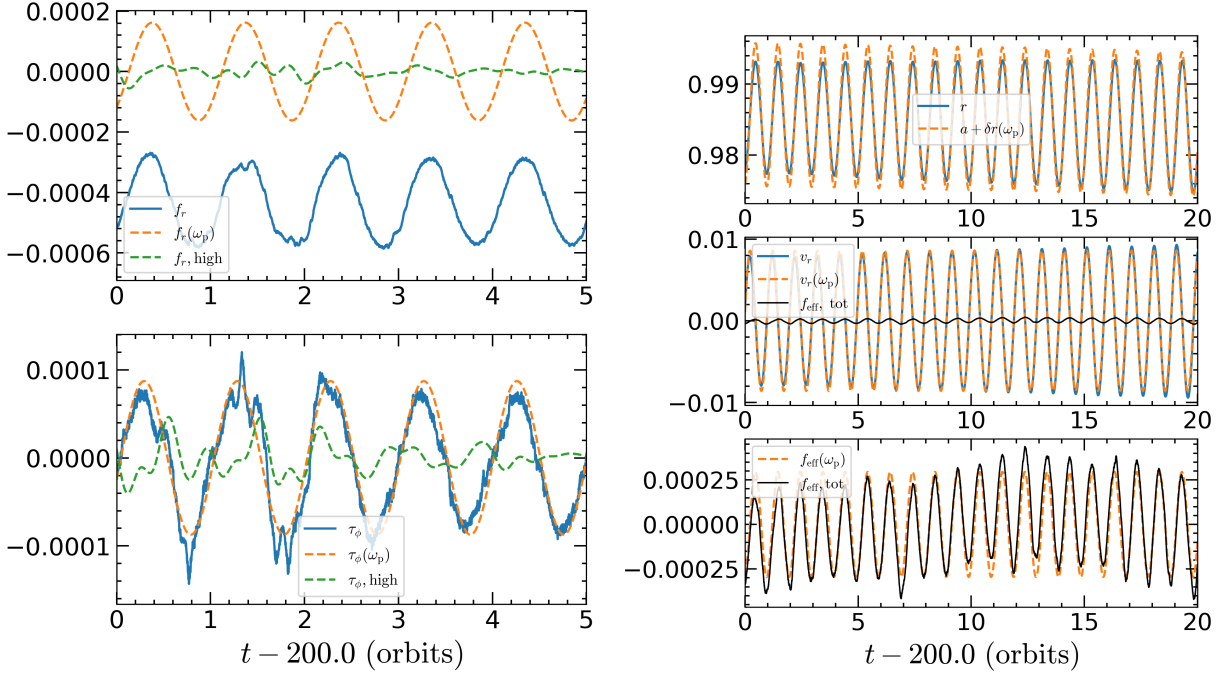 0.0002
0.0000
−0.0002
−0.0004
−0.0006
f_r
f_r(ω_p)
f_r, high
0 1 2 3 4 5
0.0001
0.0000
−0.0001
τ_ϕ
τ_ϕ(ω_p)
τ_ϕ, high
0 1 2 3 4 5
t − 200.0 (orbits)
0.99
0.98
r
a + δr(ω_p)
0 5 10 15 20
0.01
0.00
−0.01
v_r
v_r(ω_p)
f_eff, tot
0 5 10 15 20
0.00025
0.00000
−0.00025
f_eff(ω_p)
f_eff, tot
0 5 10 15 20
t − 200.0 (orbits)